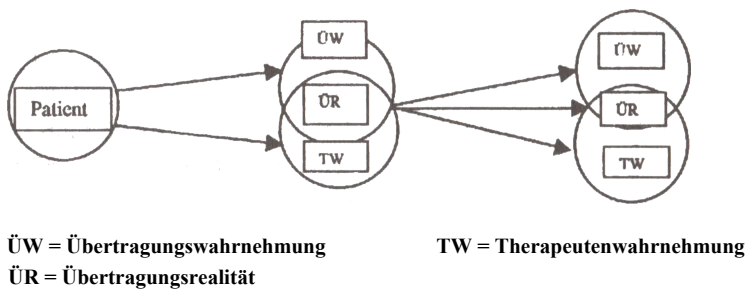 ÜW
ÜW
Patient
ÜR
ÜR
TW
TW
ÜW = Übertragungswahrnehmung TW = Therapeutenwahrnehmung
ÜR = Übertragungsrealität